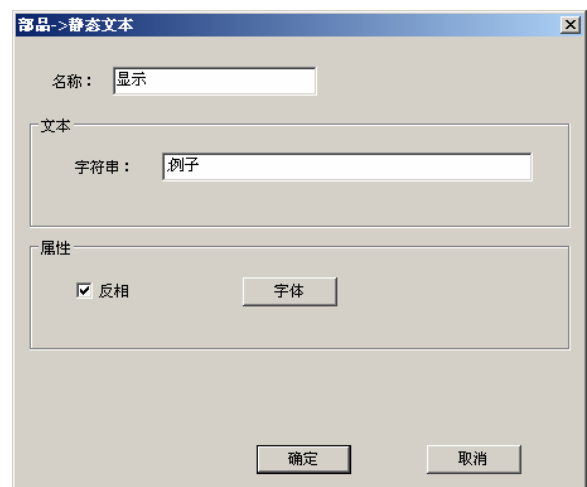 部品->静态文本
名称： 显示
文本
字符串： 例子
属性
反相 字体
确定 取消